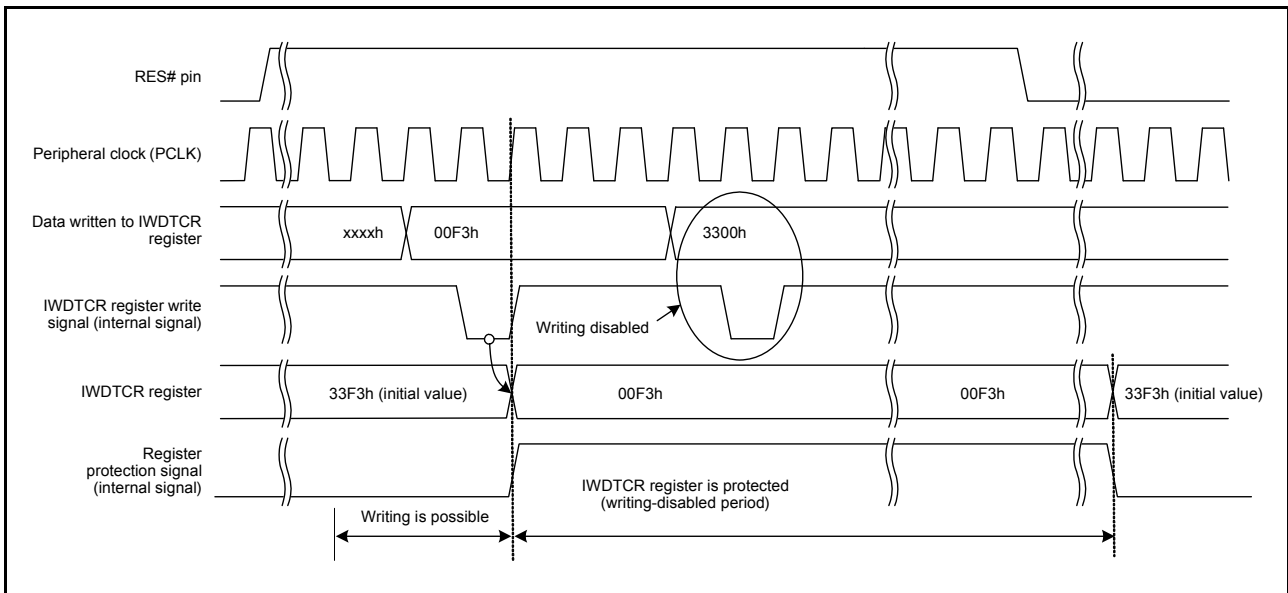 RES# pin
Peripheral clock (PCLK)
Data written to IWDTCR
register
xxxxh
00F3h
3300h
IWDTCR register write
signal (internal signal)
Writing disabled
IWDTCR register
33F3h (initial value)
00F3h
00F3h
33F3h (initial value)
Register
protection signal
(internal signal)
IWDTCR register is protected
(writing-disabled period)
Writing is possible